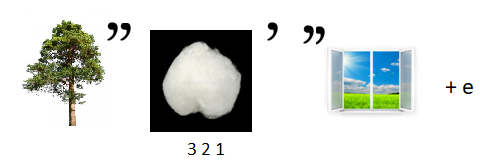 ,, , ,, + e
3 2 1